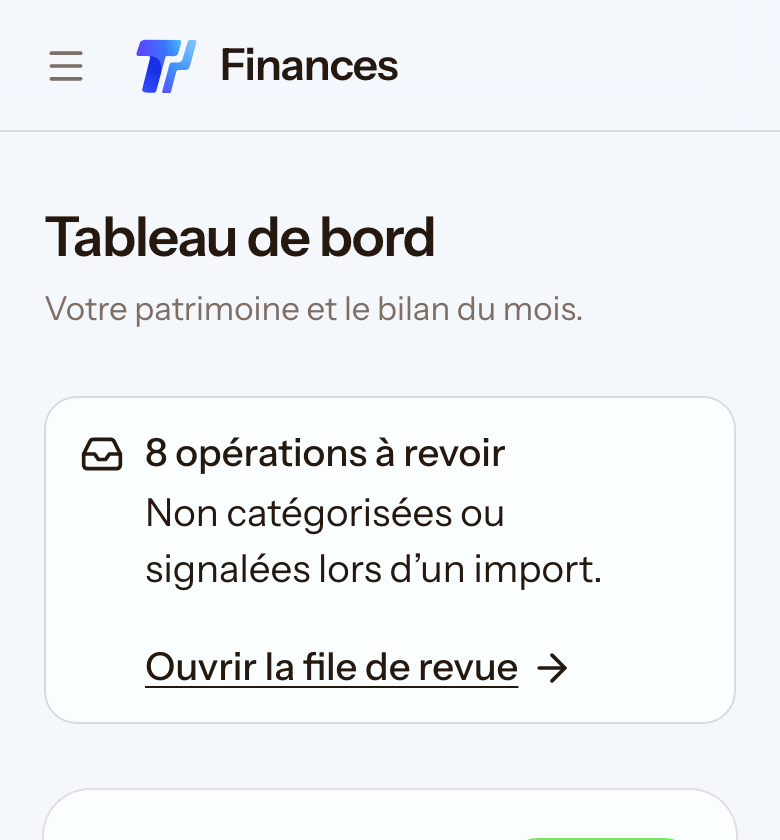 Finances
Tableau de bord
Votre patrimoine et le bilan du mois.
8 opérations à revoir
Non catégorisées ou
signalées lors d’un import.
Ouvrir la file de revue →